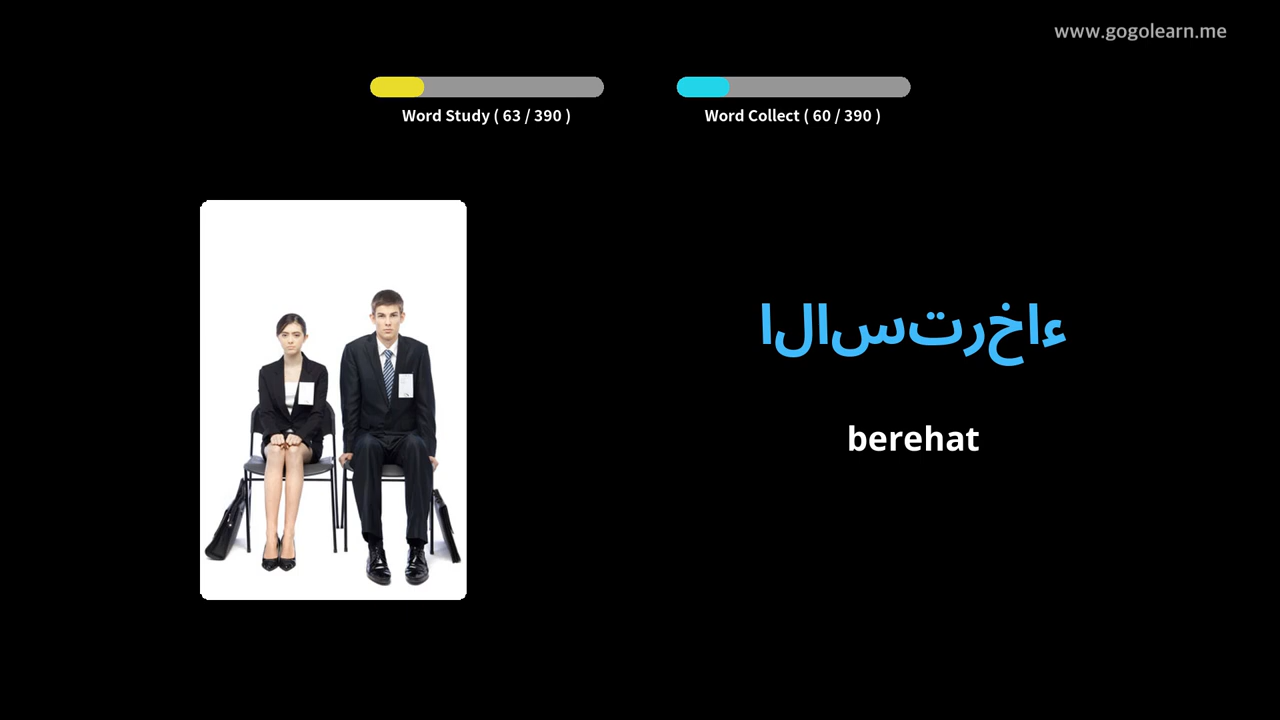 www.gogolearn.me
Word Study ( 63 / 390 )
Word Collect ( 60 / 390 )
الاسترخاء
berehat